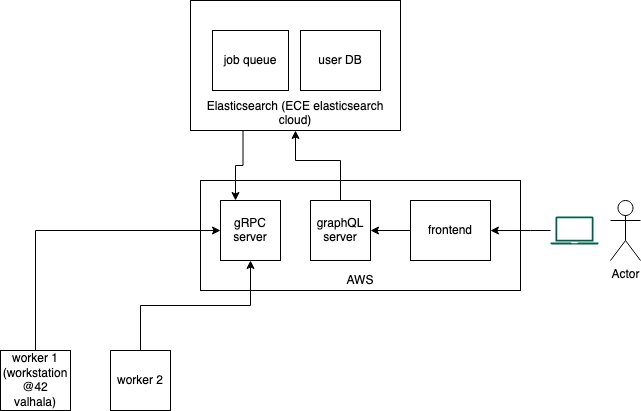 job queue
user DB
Elasticsearch (ECE elasticsearch
cloud)
gRPC
server
graphQL
server
frontend
AWS
Actor
worker 1
(workstation
@42
valhala)
worker 2